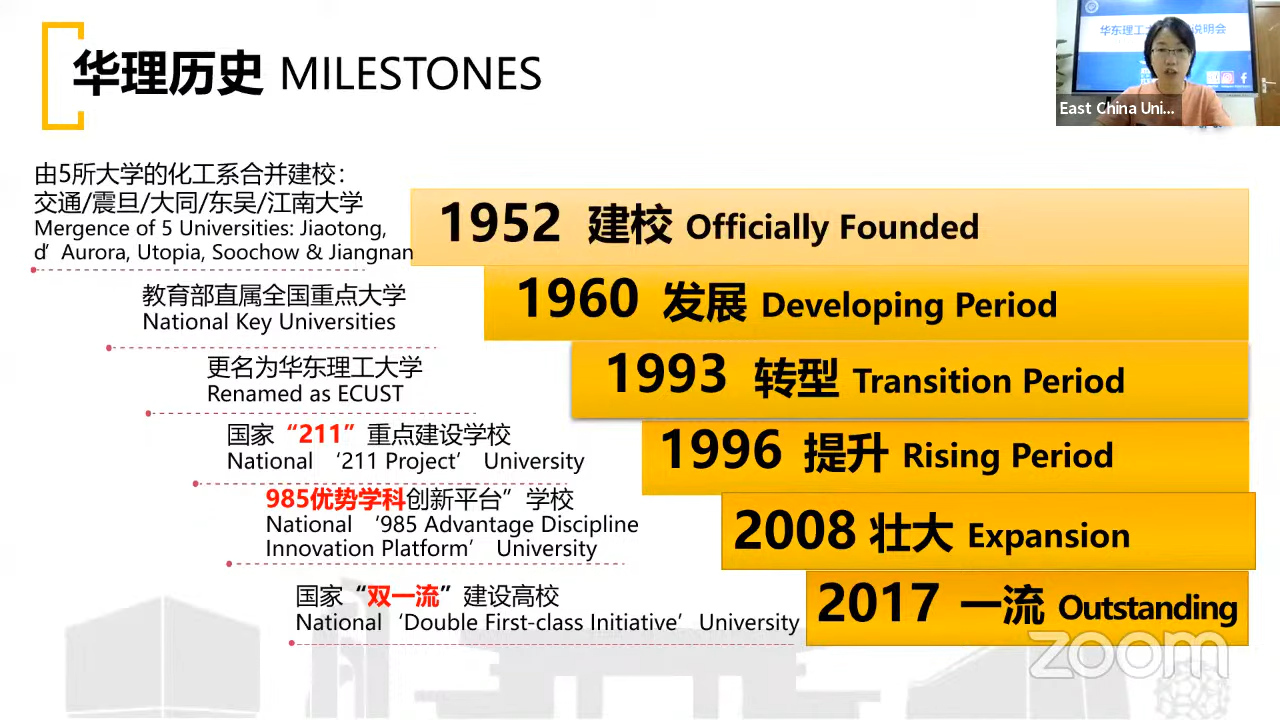 华理历史 MILESTONES
华东理工大
说明会
East China Uni...
由5所大学的化工系合并建校：
交通/震旦/大同/东吴/江南大学
Mergence of 5 Universities: Jiaotong,
d’Aurora, Utopia, Soochow & Jiangnan
1952 建校 Officially Founded
教育部直属全国重点大学
National Key Universities
1960 发展 Developing Period
更名为华东理工大学
Renamed as ECUST
1993 转型 Transition Period
国家“211”重点建设学校
National ‘211 Project’ University
1996 提升 Rising Period
985优势学科创新平台”学校
National ‘985 Advantage Discipline
Innovation Platform’ University
2008 壮大 Expansion
国家“双一流”建设高校
National ‘Double First-class Initiative’ University
2017 一流 Outstanding
zoom